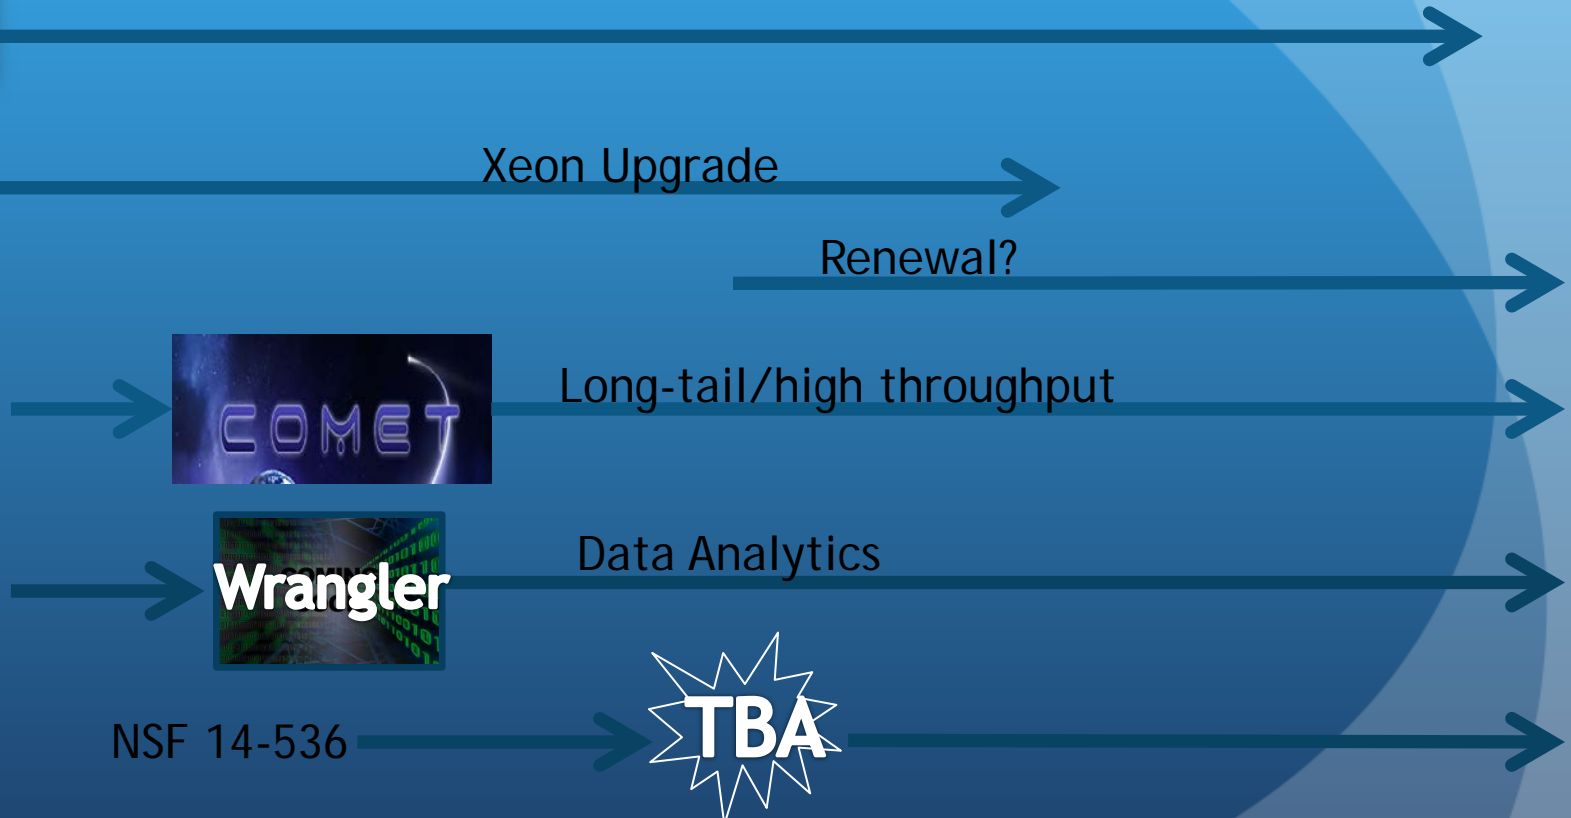 Xeon Upgrade
Renewal?
COMET
Long-tail/high throughput
Wrangler
Data Analytics
NSF 14-536
TBA